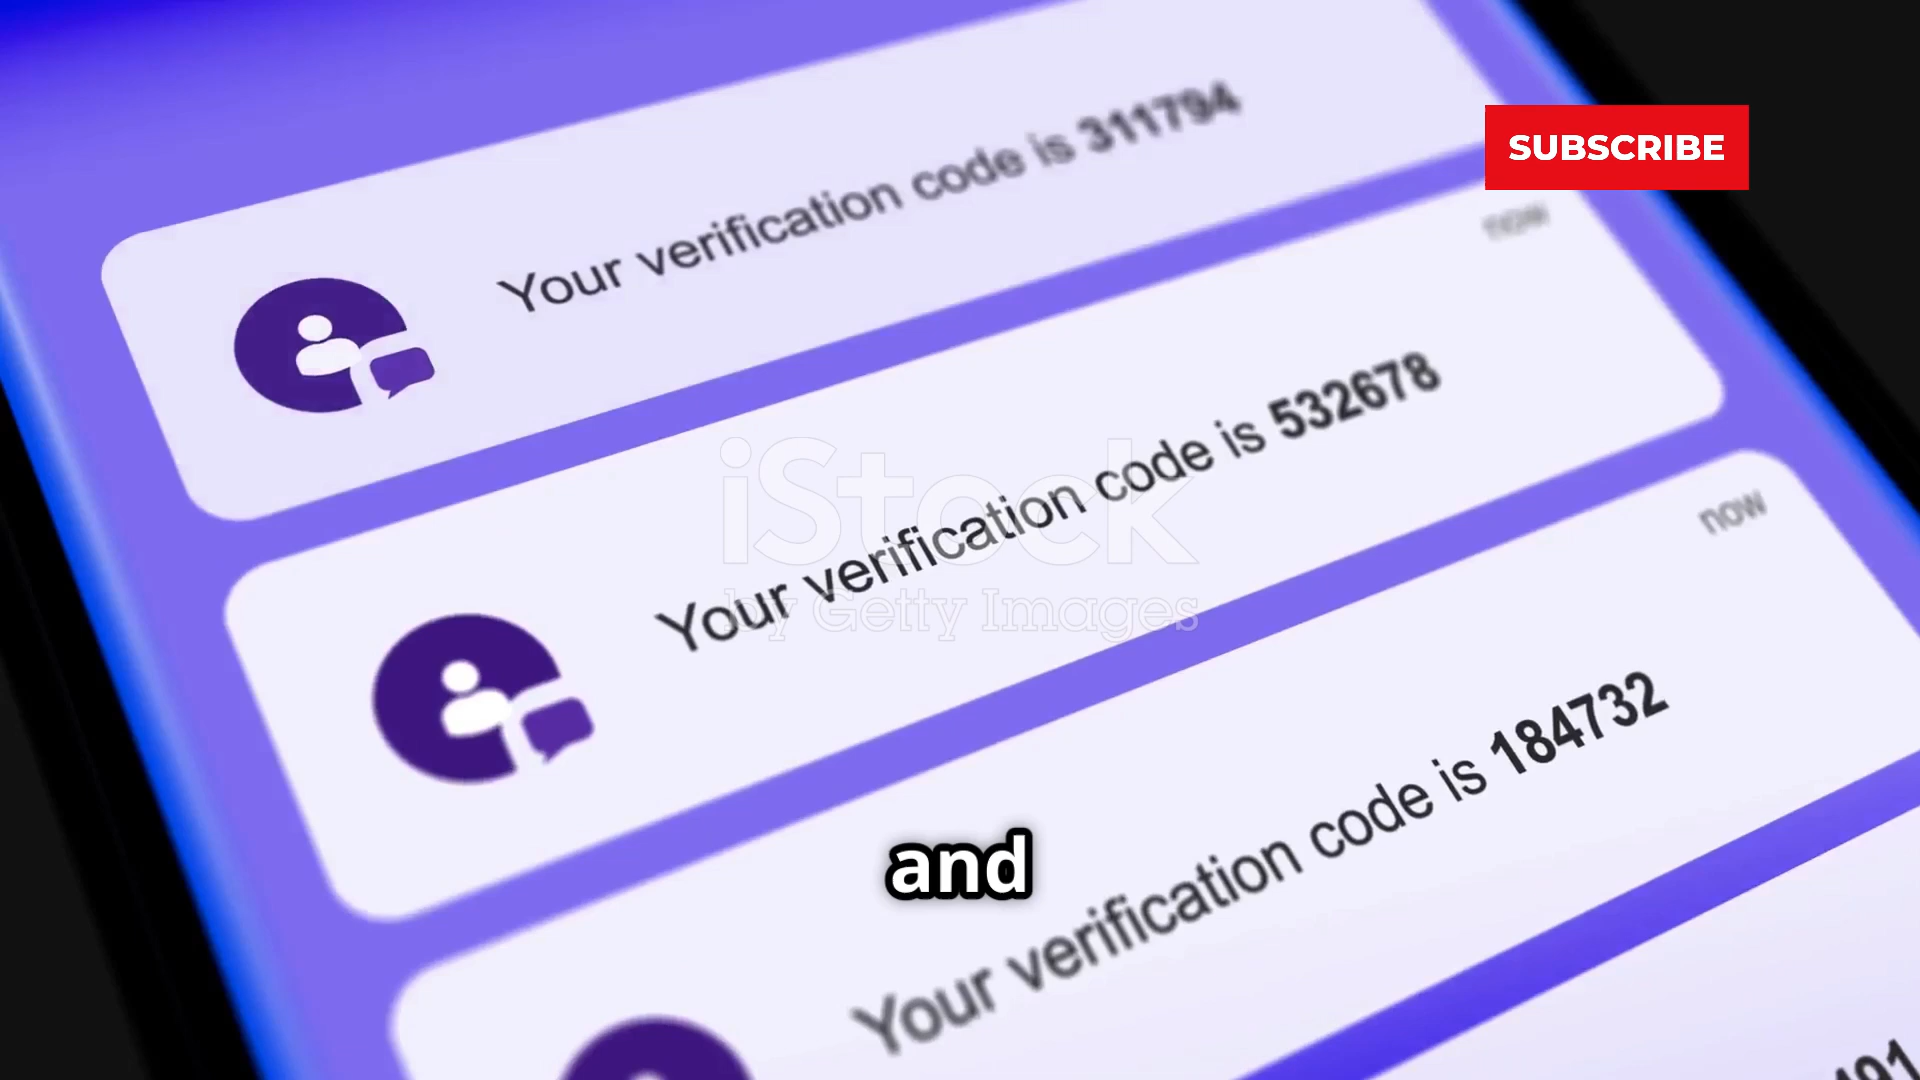 Your verification code is 311794
SUBSCRIBE
now
Your verification code is 532678
now
Your verification code is 184732
iStock
by Getty Images
and
491